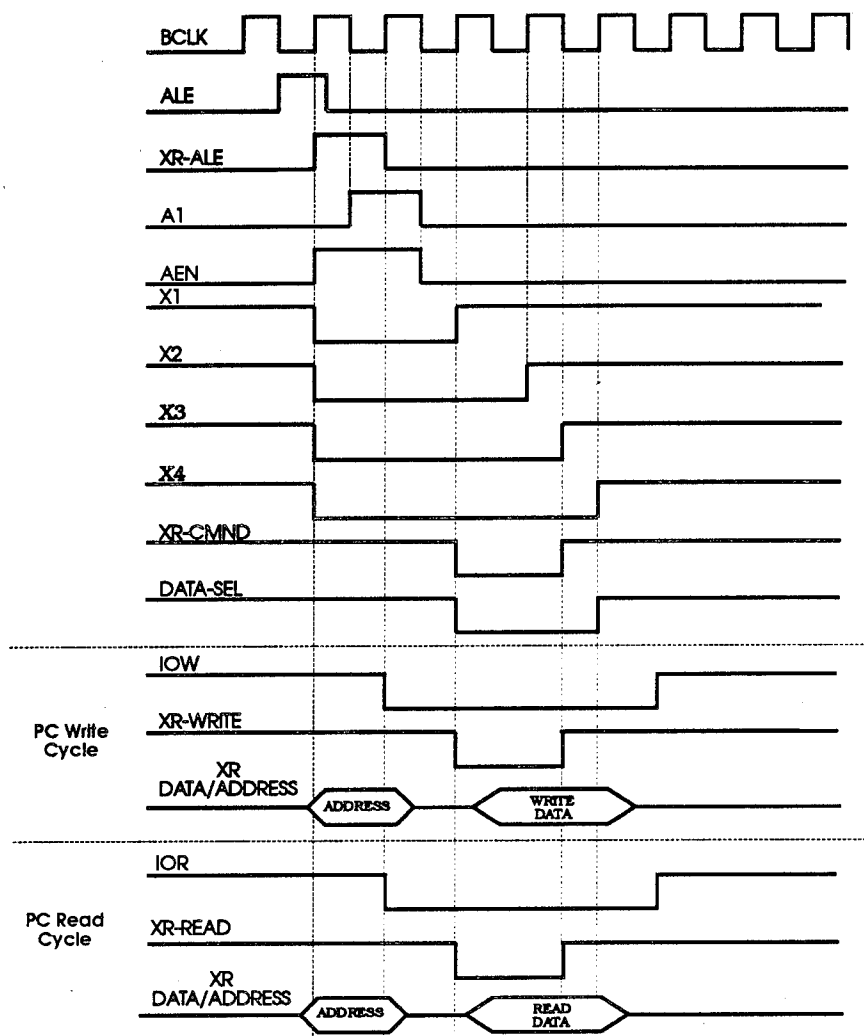 BCLK
ALE
XR-ALE
A1
AEN
X1
X2
X3
X4
XR-CMND
DATA-SEL
IOW
PC Write
Cycle
XR-WRITE
XR
DATA/ADDRESS
ADDRESS
WRITE
DATA
IOR
PC Read
Cycle
XR-READ
XR
DATA/ADDRESS
ADDRESS
READ
DATA